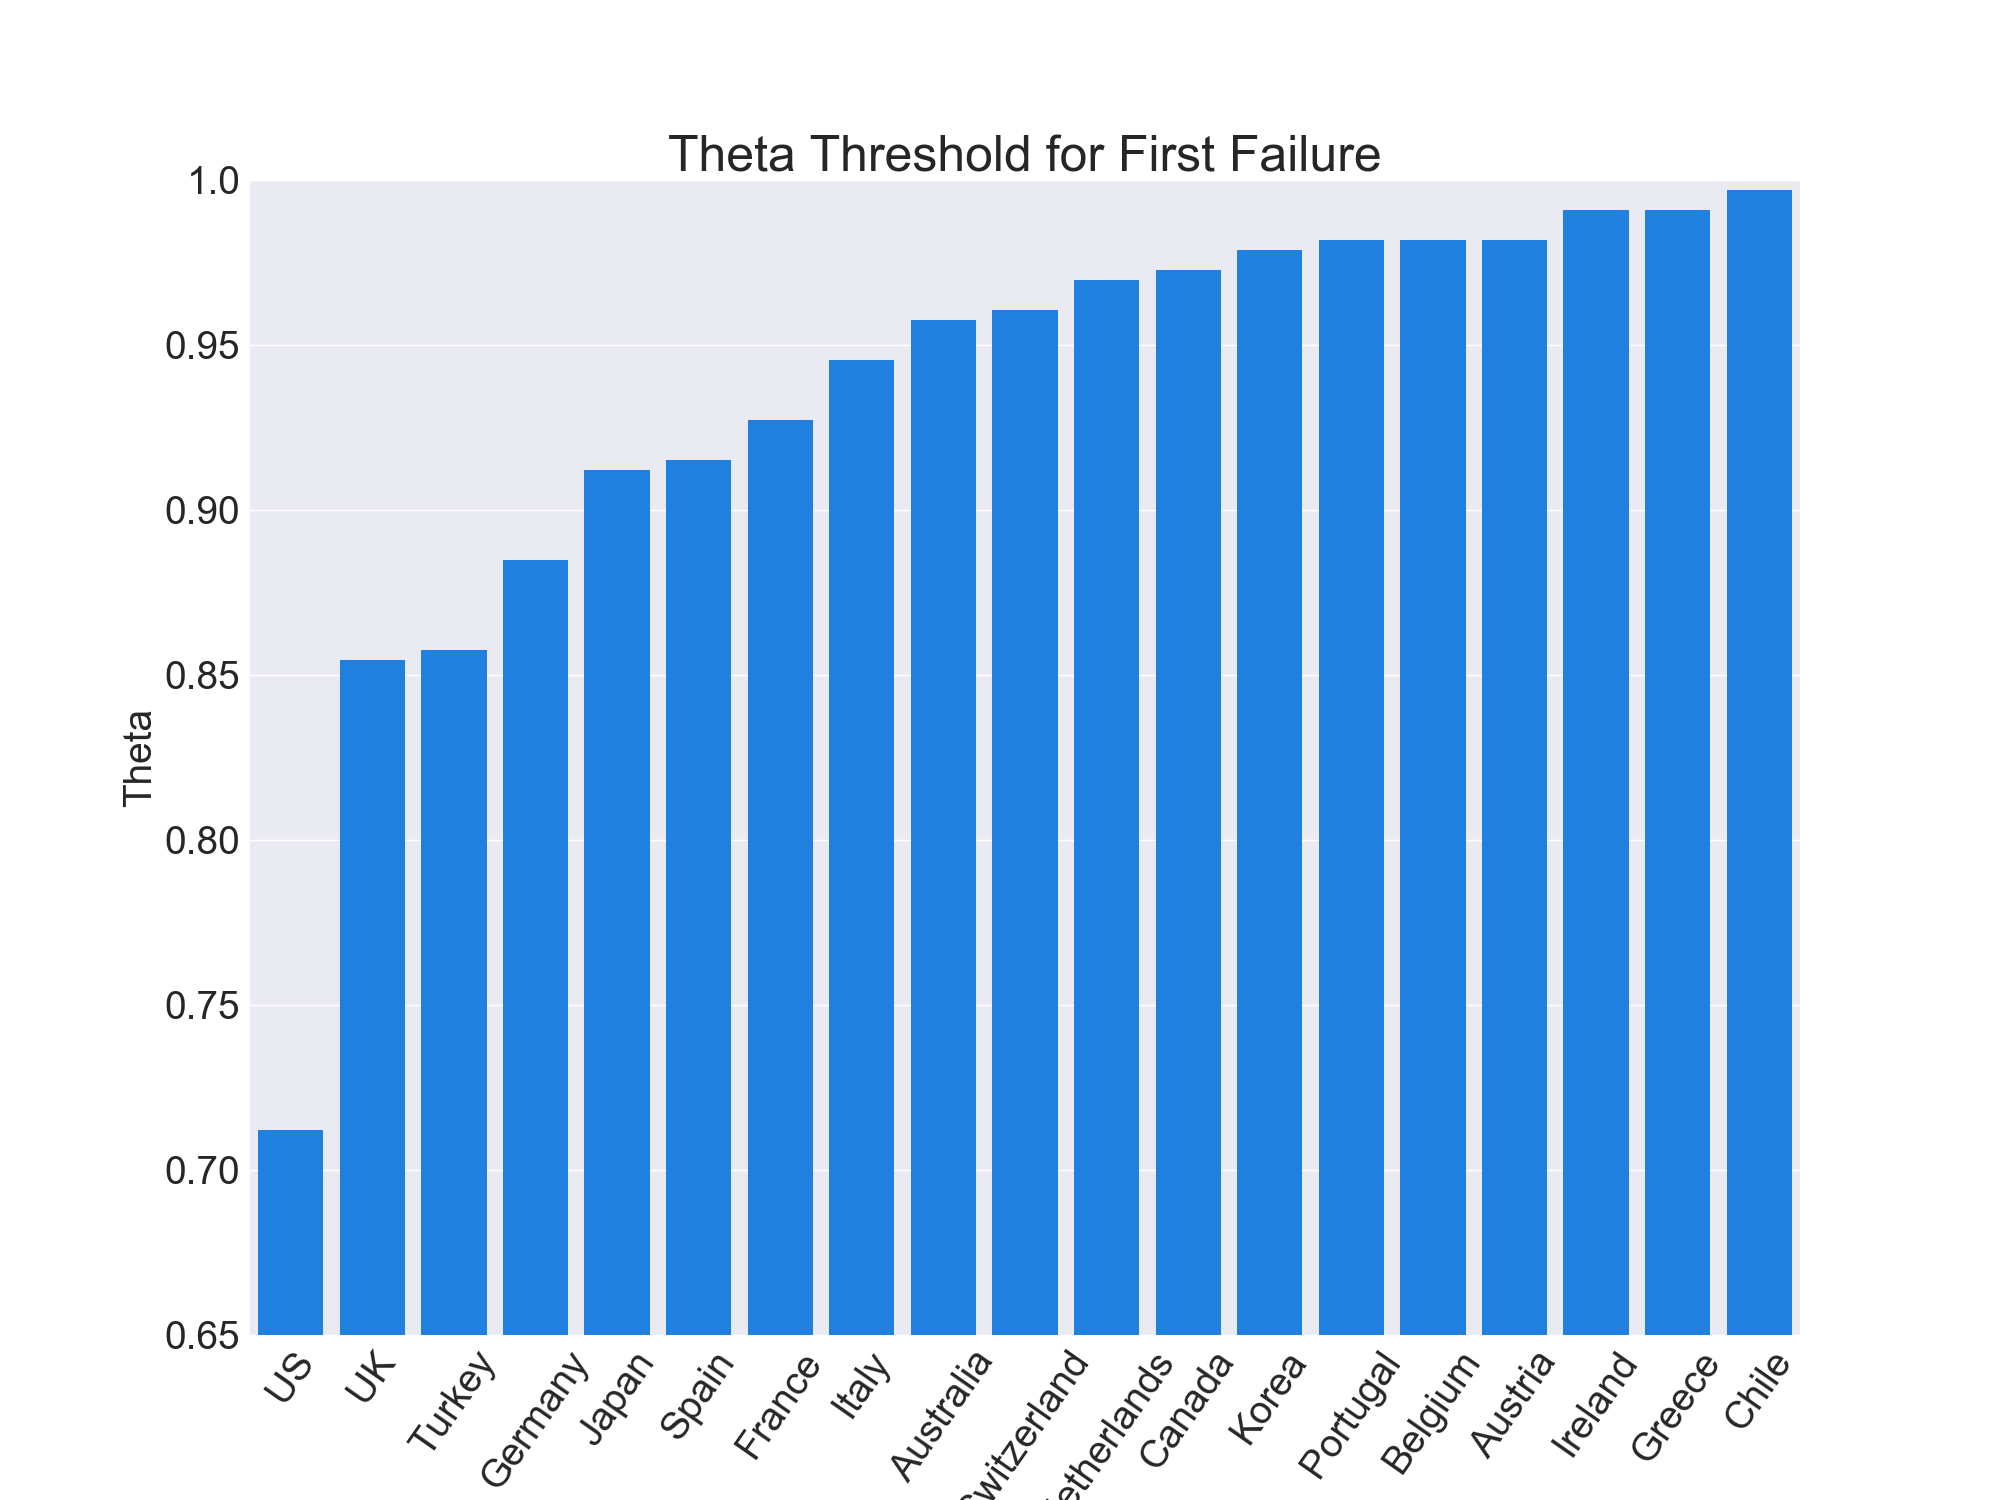 Theta Threshold for First Failure
1.0
0.95
0.90
0.85
0.80
0.75
0.70
0.65
Theta
US
UK
Turkey
Germany
Japan
Spain
France
Italy
Australia
Switzerland
etherlands
Canada
Korea
Portugal
Belgium
Austria
Ireland
Greece
Chile